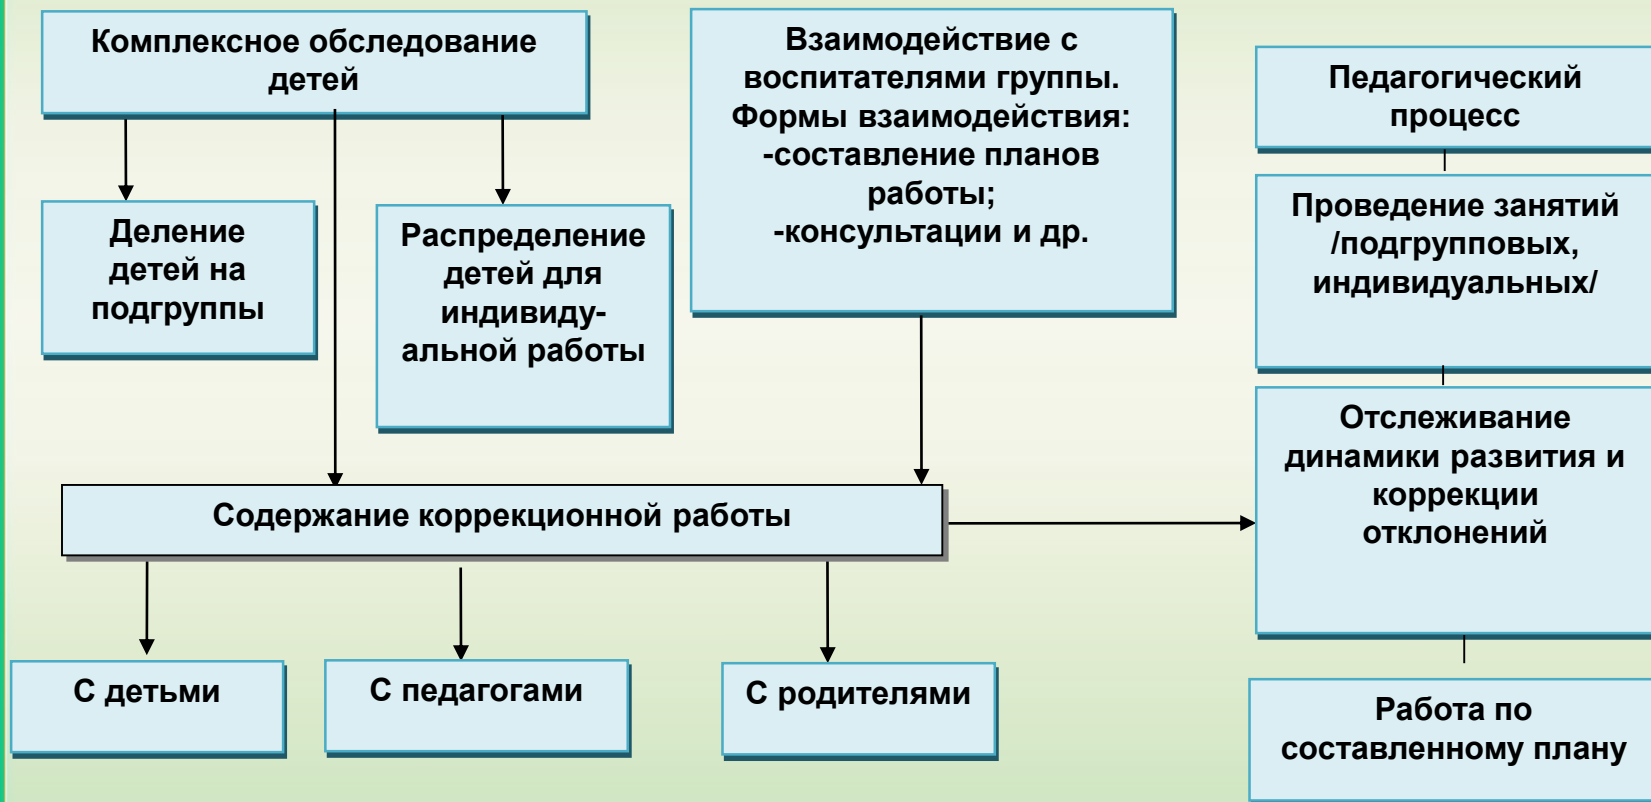 Комплексное обследование
детей
Взаимодействие с
воспитателями группы.
Формы взаимодействия:
-составление планов
работы;
-консультации и др.
Педагогический
процесс
Деление
детей на
подгруппы
Распределение
детей для
индивиду-
альной работы
Проведение занятий
/подгрупповых,
индивидуальных/
Содержание коррекционной работы
Отслеживание
динамики развития и
коррекции
отклонений
С детьми
С педагогами
С родителями
Работа по
составленному плану